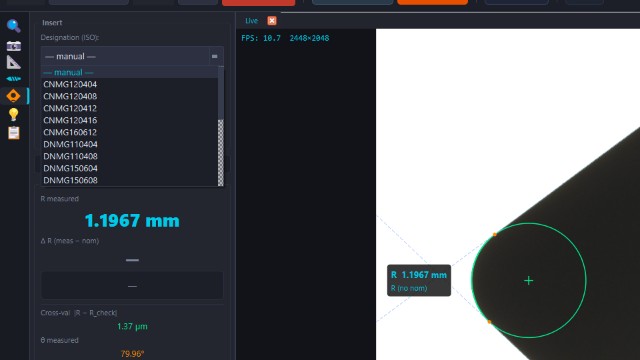 Insert
Live
Designation (ISO):
FPS: 10.7 2448×2048
— manual —
— manual —
CNMG120404
CNMG120408
CNMG120412
CNMG120416
CNMG160612
DNMG110404
DNMG110408
DNMG150604
DNMG150608
R measured
1.1967 mm
Δ R (meas − nom)
—
—
Cross-val |R − R_check|
1.37 µm
θ measured
79.96°
R 1.1967 mm
R (no nom)